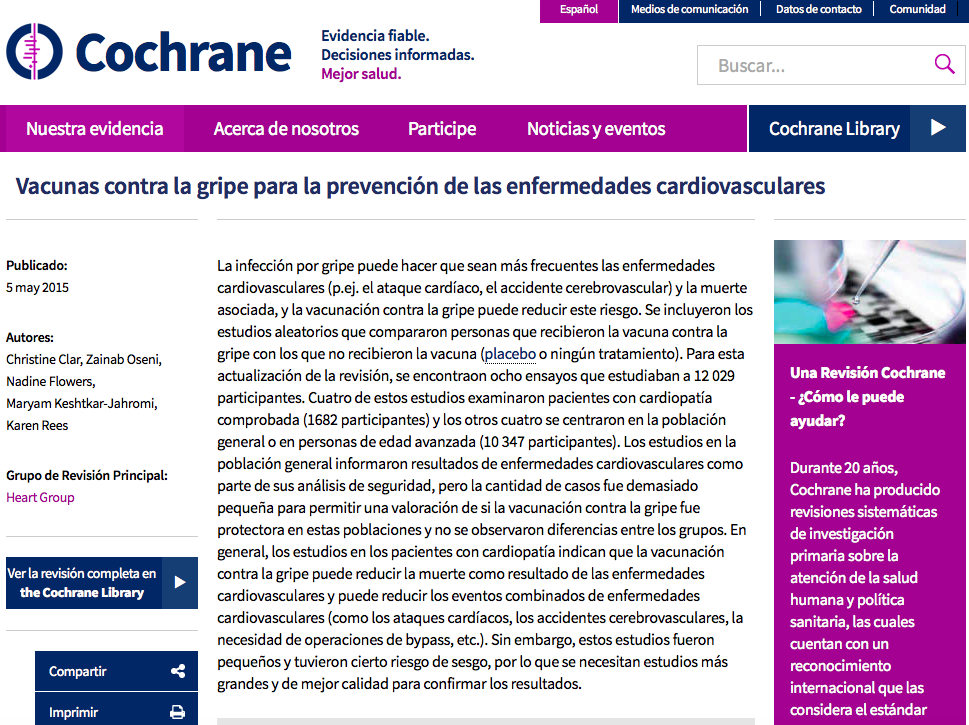 Español
Medios de comunicación
Datos de contacto
Comunidad
Cochrane
Evidencia fiable.
Decisiones informadas.
Mejor salud.
Buscar...
Nuestra evidencia
Acerca de nosotros
Participe
Noticias y eventos
Cochrane Library
Vacunas contra la gripe para la prevención de las enfermedades cardiovasculares
Publicado:
5 may 2015
Autores:
Christine Clar, Zainab Oseni,
Nadine Flowers,
Maryam Keshtkar-Jahromi,
Karen Rees
Grupo de Revisión Principal:
Heart Group
Ver la revisión completa en
the Cochrane Library
Compartir
Imprimir
La infección por gripe puede hacer que sean más frecuentes las enfermedades
cardiovasculares (p.ej. el ataque cardíaco, el accidente cerebrovascular) y la muerte
asociada, y la vacunación contra la gripe puede reducir este riesgo. Se incluyeron los
estudios aleatorios que compararon personas que recibieron la vacuna contra la
gripe con los que no recibieron la vacuna (placebo o ningún tratamiento). Para esta
actualización de la revisión, se encontraon ocho ensayos que estudiaban a 12 029
participantes. Cuatro de estos estudios examinaron pacientes con cardiopatía
comprobada (1682 participantes) y los otros cuatro se centraron en la población
general o en personas de edad avanzada (10 347 participantes). Los estudios en la
población general informaron resultados de enfermedades cardiovasculares como
parte de sus análisis de seguridad, pero la cantidad de casos fue demasiado
pequeña para permitir una valoración de si la vacunación contra la gripe fue
protectora en estas poblaciones y no se observaron diferencias entre los grupos. En
general, los estudios en los pacientes con cardiopatía indican que la vacunación
contra la gripe puede reducir la muerte como resultado de las enfermedades
cardiovasculares y puede reducir los eventos combinados de enfermedades
cardiovasculares (como los ataques cardíacos, los accidentes cerebrovasculares, la
necesidad de operaciones de bypass, etc.). Sin embargo, estos estudios fueron
pequeños y tuvieron cierto riesgo de sesgo, por lo que se necesitan estudios más
grandes y de mejor calidad para confirmar los resultados.
Una Revisión Cochrane
- ¿Cómo le puede
ayudar?
Durante 20 años,
Cochrane ha producido
revisiones sistemáticas
de investigación
primaria sobre la
atención de la salud
humana y política
sanitaria, las cuales
cuentan con un
reconocimiento
internacional que las
considera el estándar